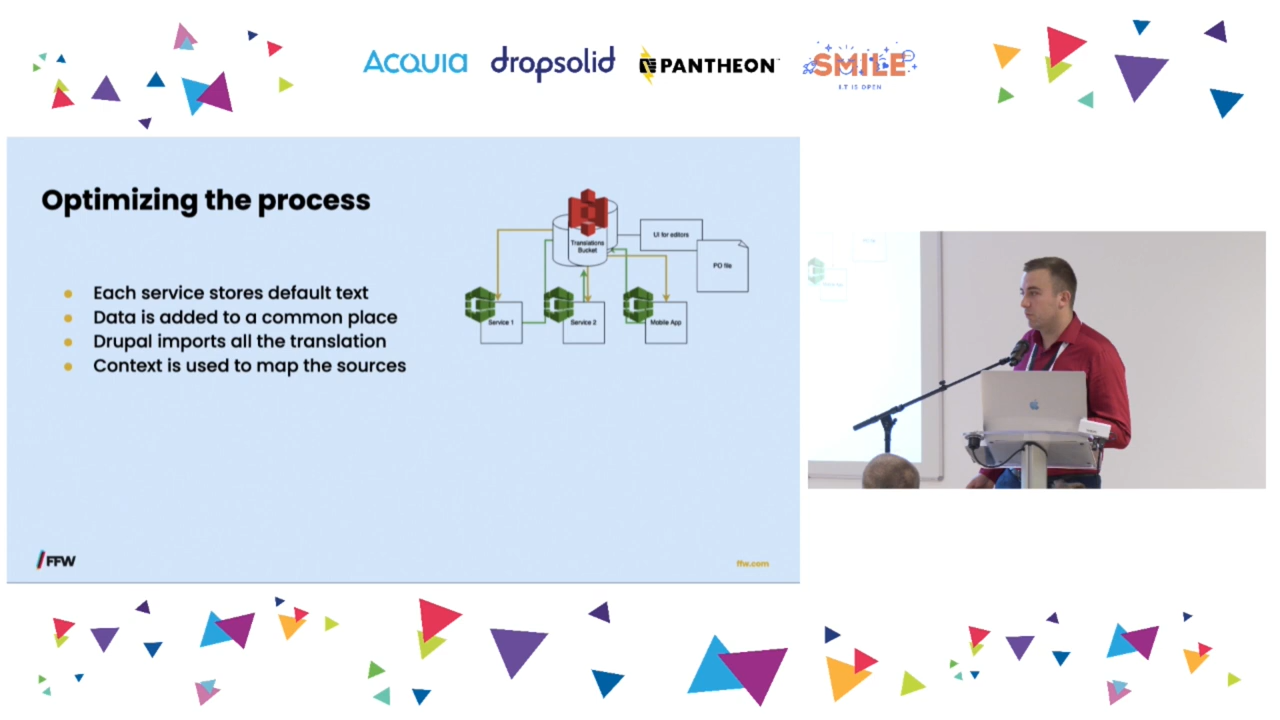 ACQUIA
dropsolid
PANTHEON
SMILE
I.T IS OPEN
Optimizing the process
Each service stores default text
Data is added to a common place
Drupal imports all the translation
Context is used to map the sources
Translations
Bucket
UI for editors
PO file
Service 1
Service 2
Mobile App
FFW
ffw.com